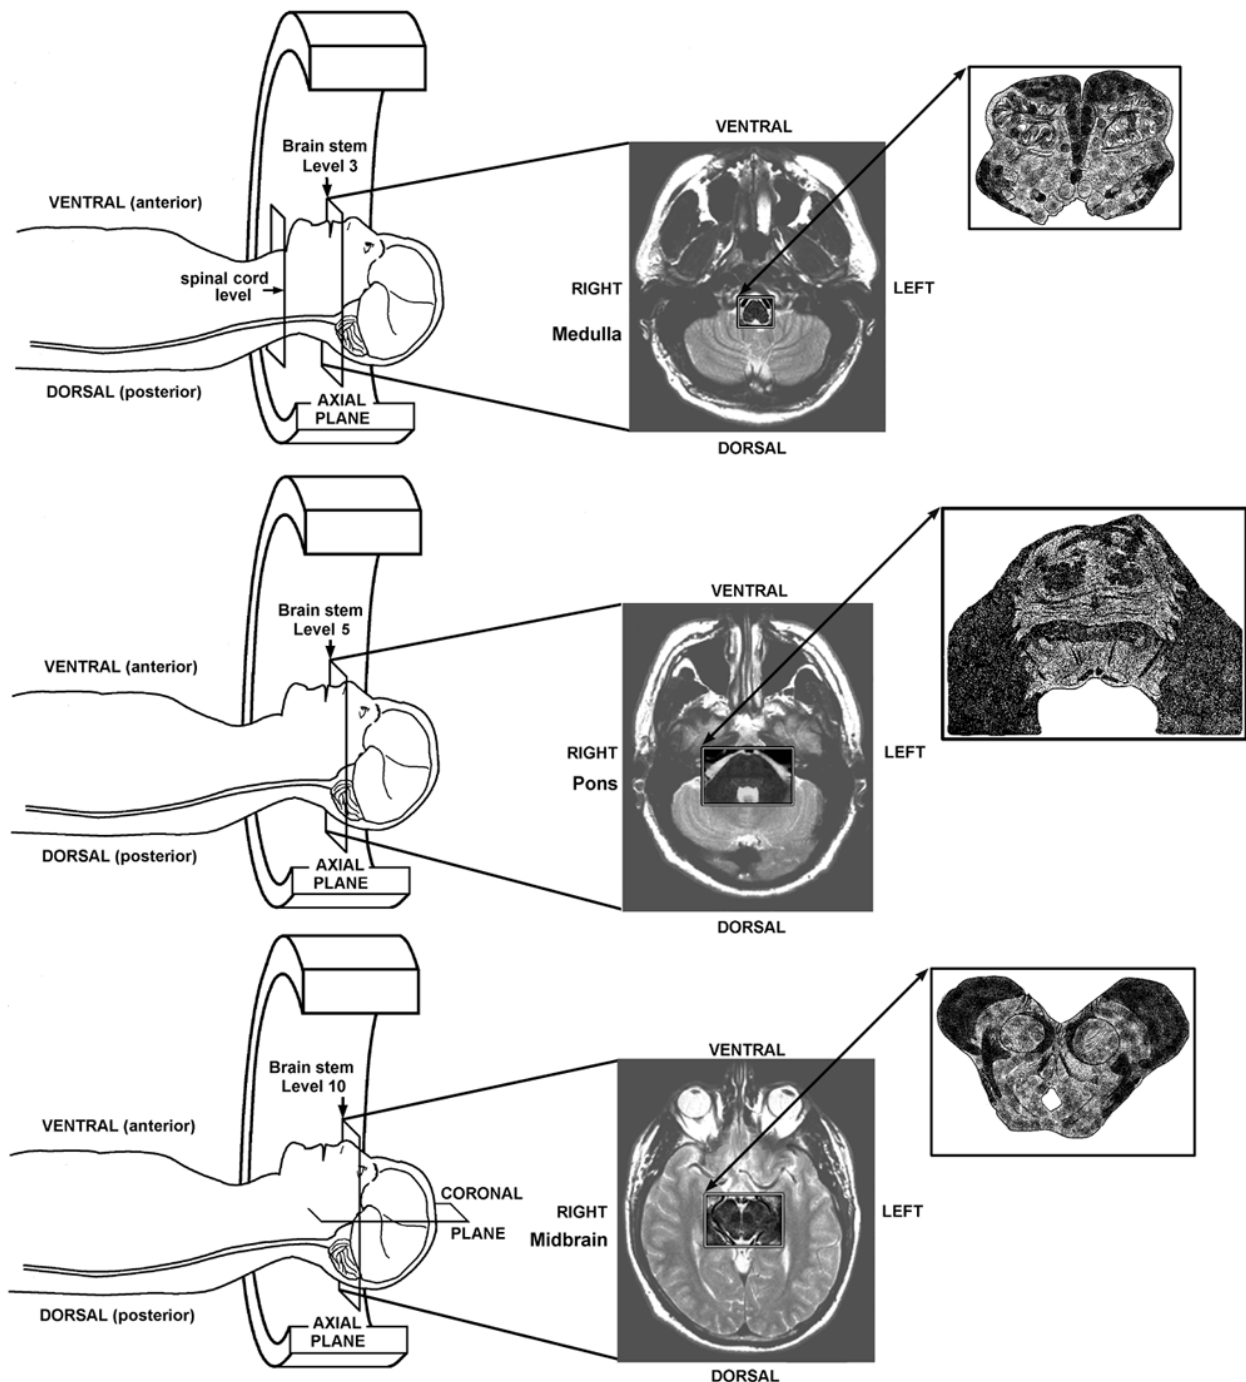 VENTRAL
Brain stem
Level 3
VENTRAL (anterior)
spinal cord
level
RIGHT
LEFT
Medulla
DORSAL (posterior)
AXIAL
PLANE
DORSAL
VENTRAL
Brain stem
Level 5
VENTRAL (anterior)
RIGHT
LEFT
Pons
DORSAL (posterior)
AXIAL
PLANE
DORSAL
VENTRAL
Brain stem
Level 10
VENTRAL (anterior)
CORONAL
PLANE
RIGHT
LEFT
Midbrain
DORSAL (posterior)
AXIAL
PLANE
DORSAL